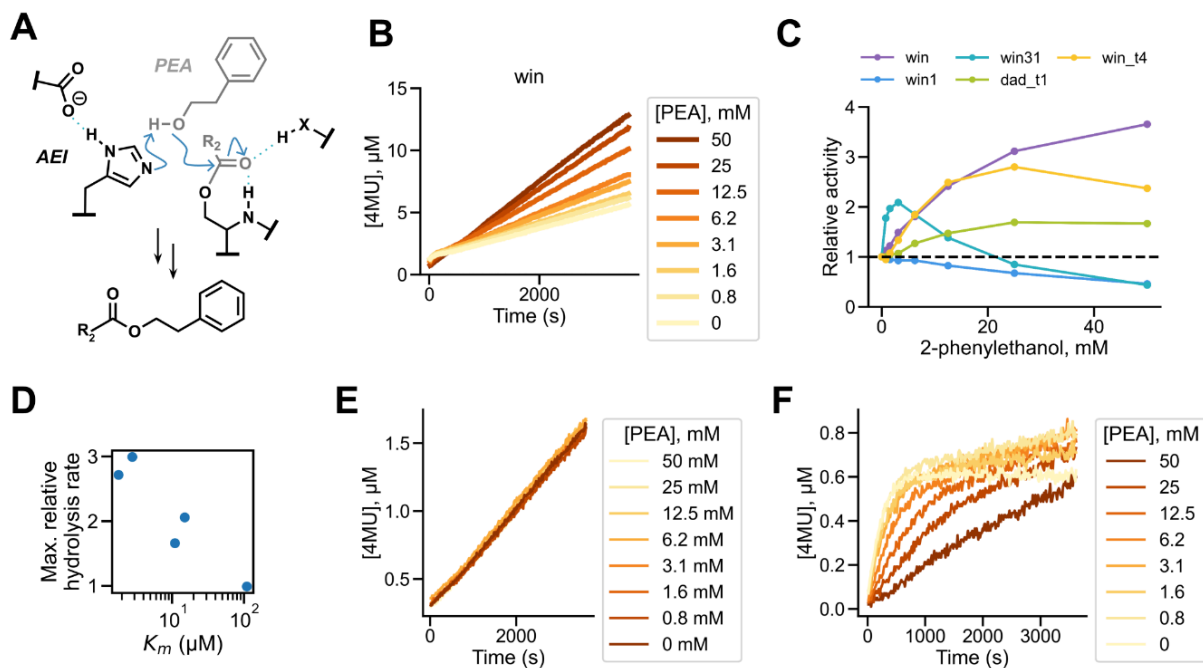 A
PEA
O
O
⊖
H
N
N
AEI
H-O
R2
O
H-X
O
H
N
O
R2
O
B
win
[4MU], µM
15
10
5
0
0
2000
Time (s)
[PEA], mM
50
25
12.5
6.2
3.1
1.6
0.8
0
C
win
win31
win_t4
win1
dad_t1
Relative activity
4
3
2
1
0
0
20
40
2-phenylethanol, mM
D
Max. relative
hydrolysis rate
3
2
1
10¹
10²
Km (µM)
E
[4MU], µM
1.5
1.0
0.5
0
2000
Time (s)
[PEA], mM
50 mM
25 mM
12.5 mM
6.2 mM
3.1 mM
1.6 mM
0.8 mM
0 mM
F
[4MU], µM
0.8
0.6
0.4
0.2
0.0
0
1000
2000
3000
Time (s)
[PEA], mM
50
25
12.5
6.2
3.1
1.6
0.8
0